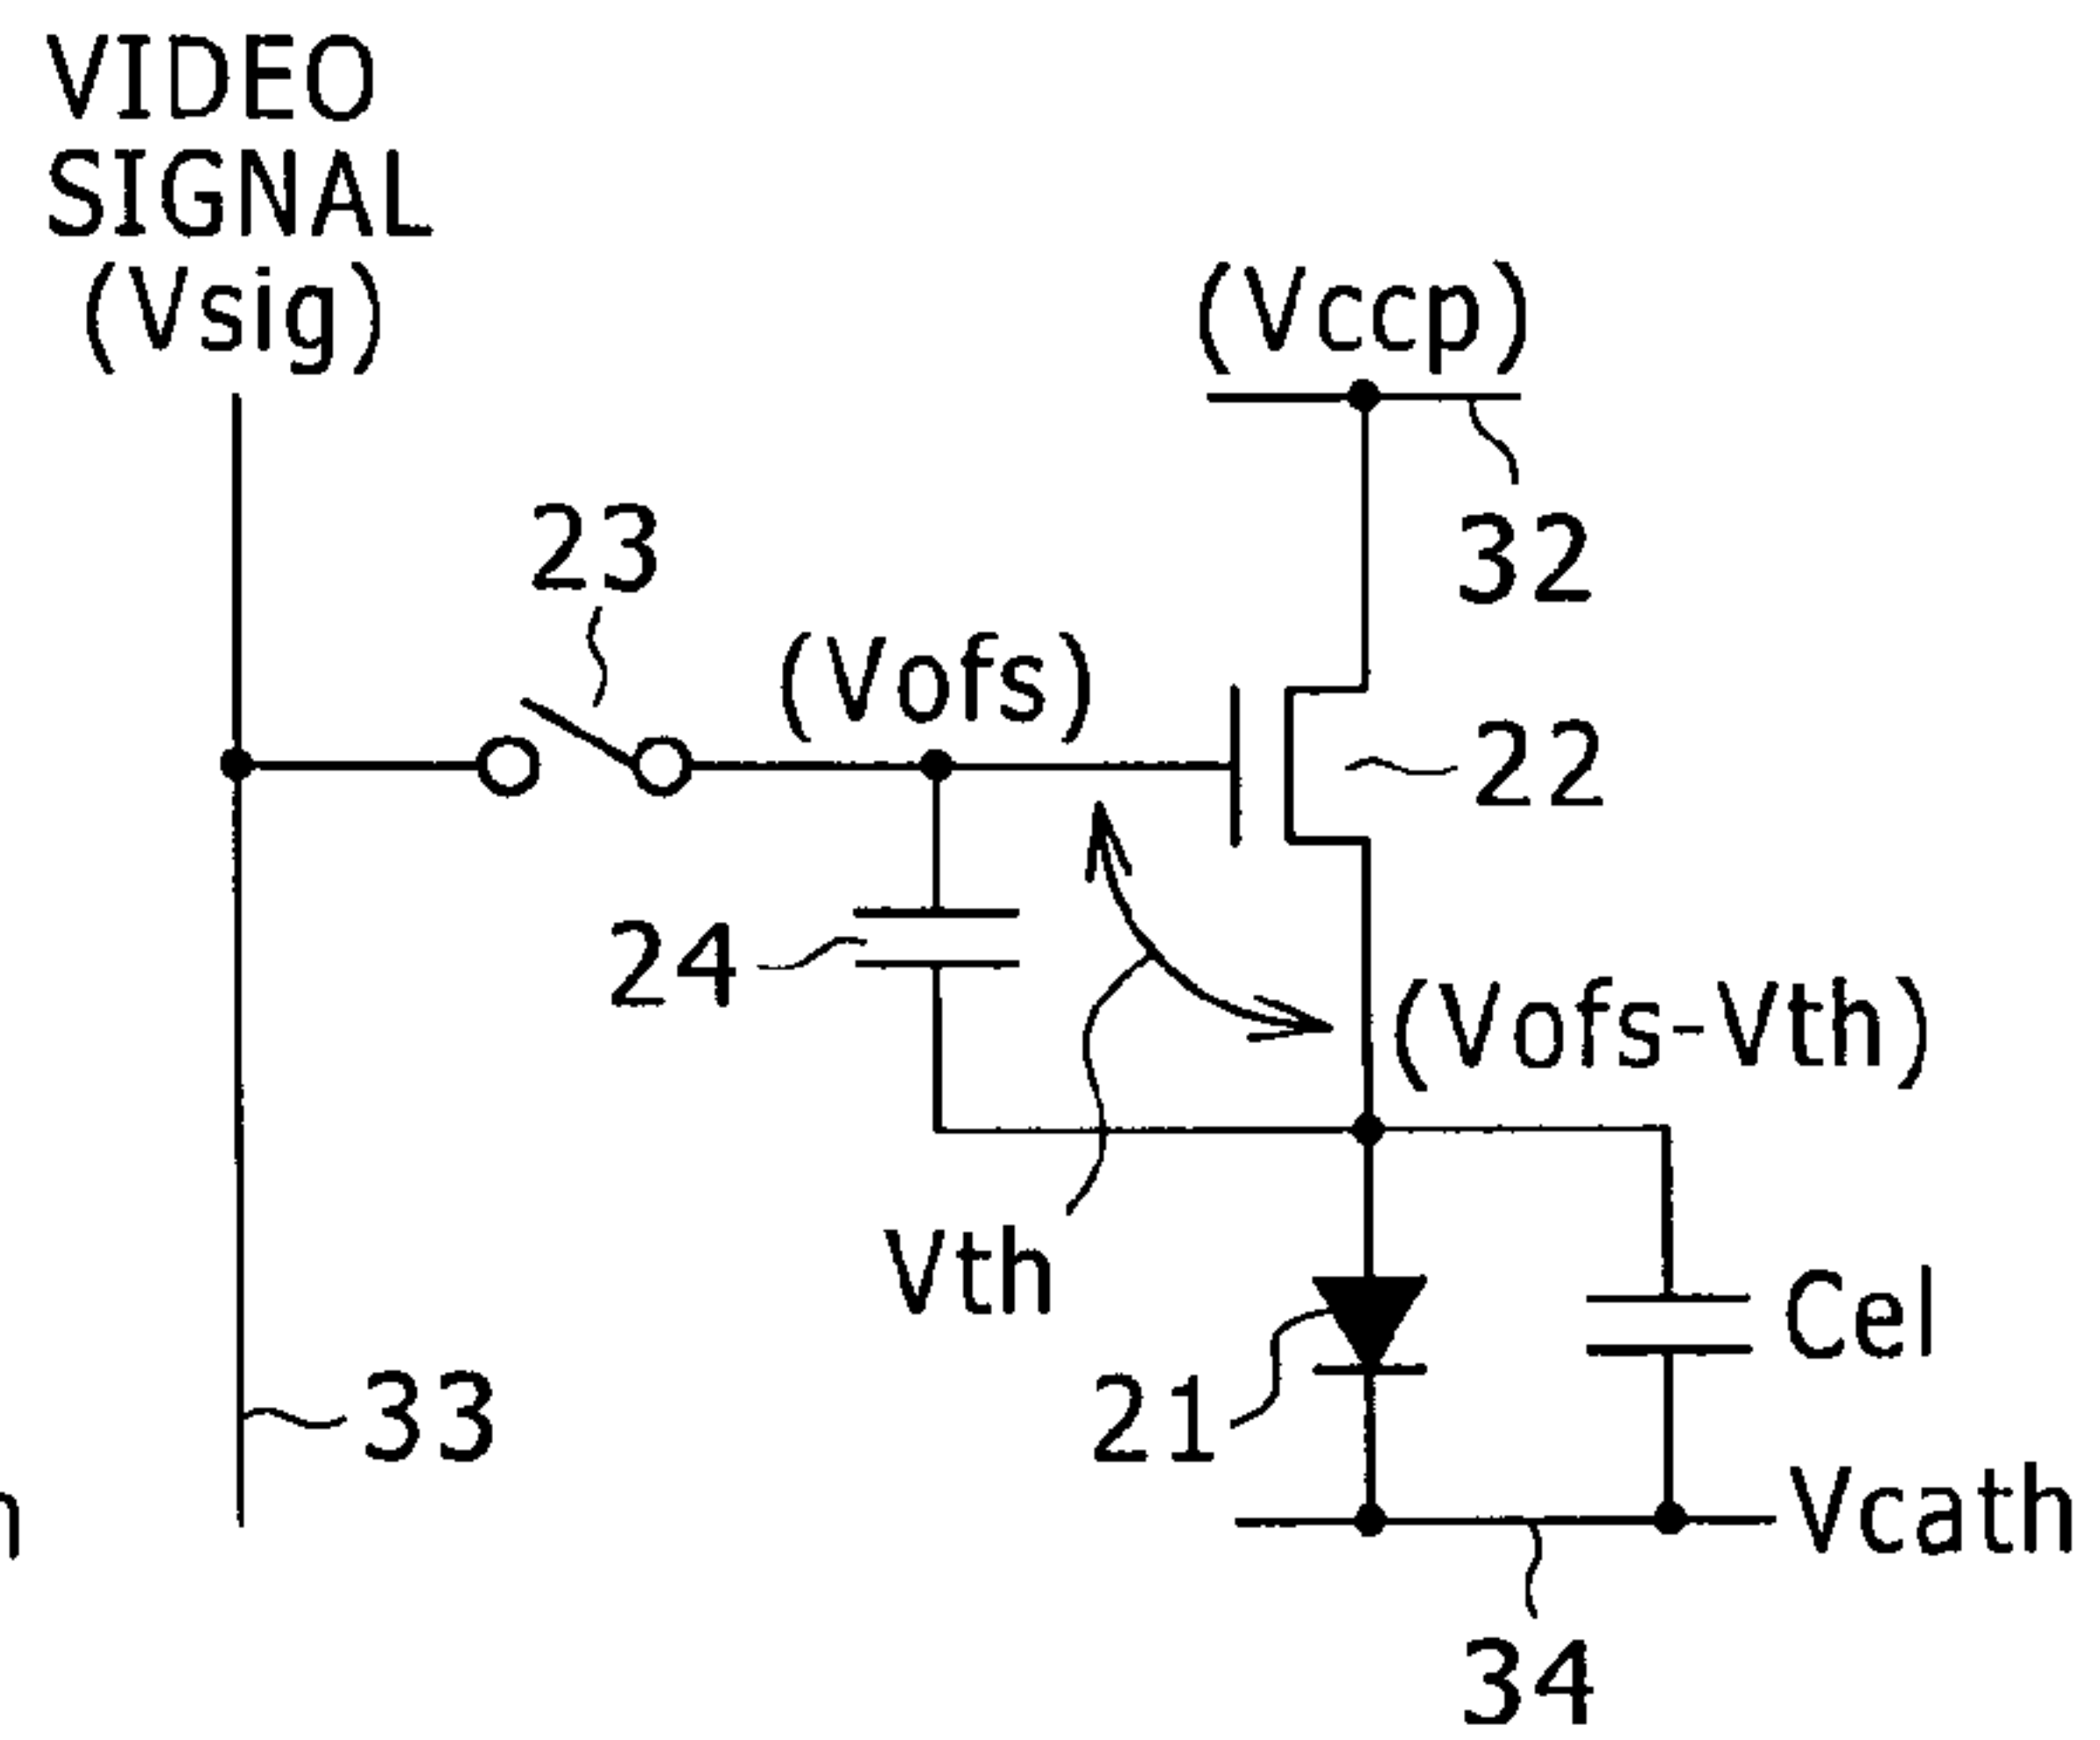 VIDEO
SIGNAL
(Vsig)
(Vccp)
32
23
(Vofs)
22
24
(Vofs-Vth)
Vth
Cel
21
33
Vcath
34